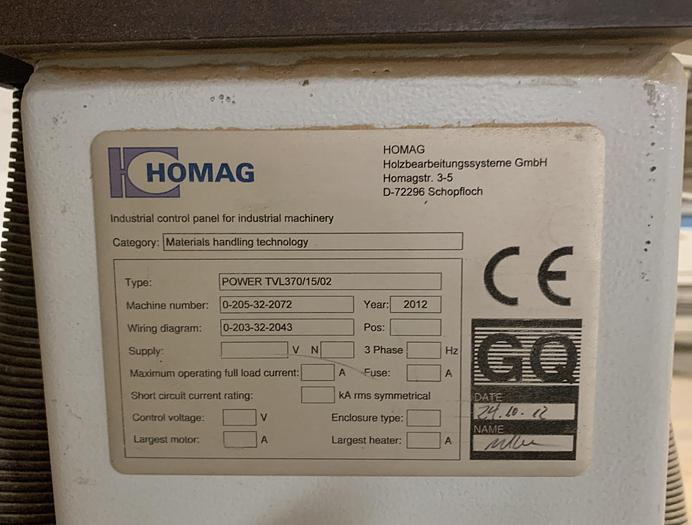 HOMAG
HOMAG
Holzbearbeitungssysteme GmbH
Homagstr. 3-5
D-72296 Schopfloch
Industrial control panel for industrial machinery
Category: Materials handling technology
Type: POWER TVL370/15/02
Machine number: 0-205-32-2072 Year: 2012
Wiring diagram: 0-203-32-2043 Pos:
Supply: V N 3 Phase Hz
Maximum operating full load current: A Fuse: A
Short circuit current rating: kA rms symmetrical
Control voltage: V Enclosure type:
Largest motor: A Largest heater: A
CE
GQ
DATE
24.10.12
NAME